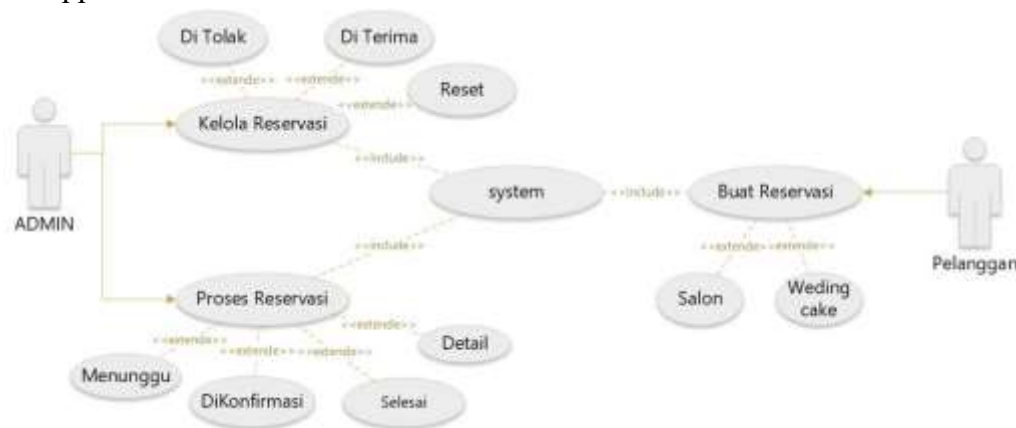 Di Tolak
Di Terima
<<extende>>
<<extende>>
Reset
<<extende>>
Kelola Reservasi
<<Include>>
system
<<Include>>
Buat Reservasi
ADMIN
Pelanggan
<<Include>>
<<extende>>
<<extende>>
Proses Reservasi
Salon
Weding
cake
<<extende>>
<<extende>>
<<extende>>
<<extende>>
Detail
Menunggu
DiKonfirmasi
Selesai